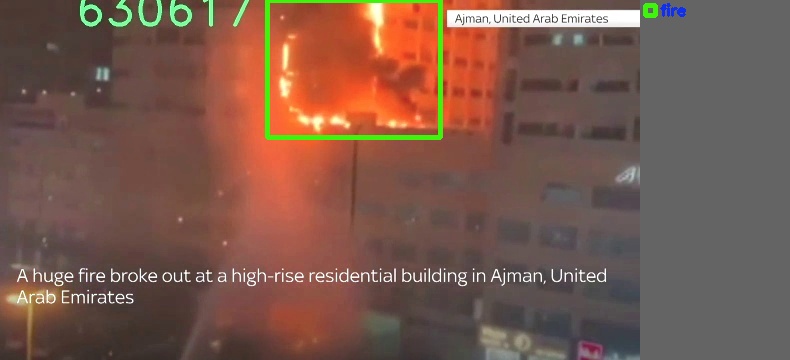 630617
Ajman, United Arab Emirates
fire
A huge fire broke out at a high-rise residential building in Ajman, United
Arab Emirates